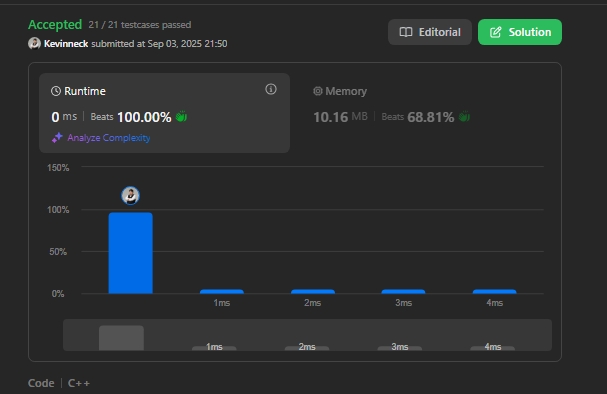 Accepted 21 / 21 testcases passed
Kevinneck submitted at Sep 03, 2025 21:50
Editorial
Solution
Runtime
0 ms | Beats 100.00%
Analyze Complexity
Memory
10.16 MB | Beats 68.81%
150%
100%
50%
0%
1ms 2ms 3ms 4ms
1ms 2ms 3ms 4ms
Code | C++